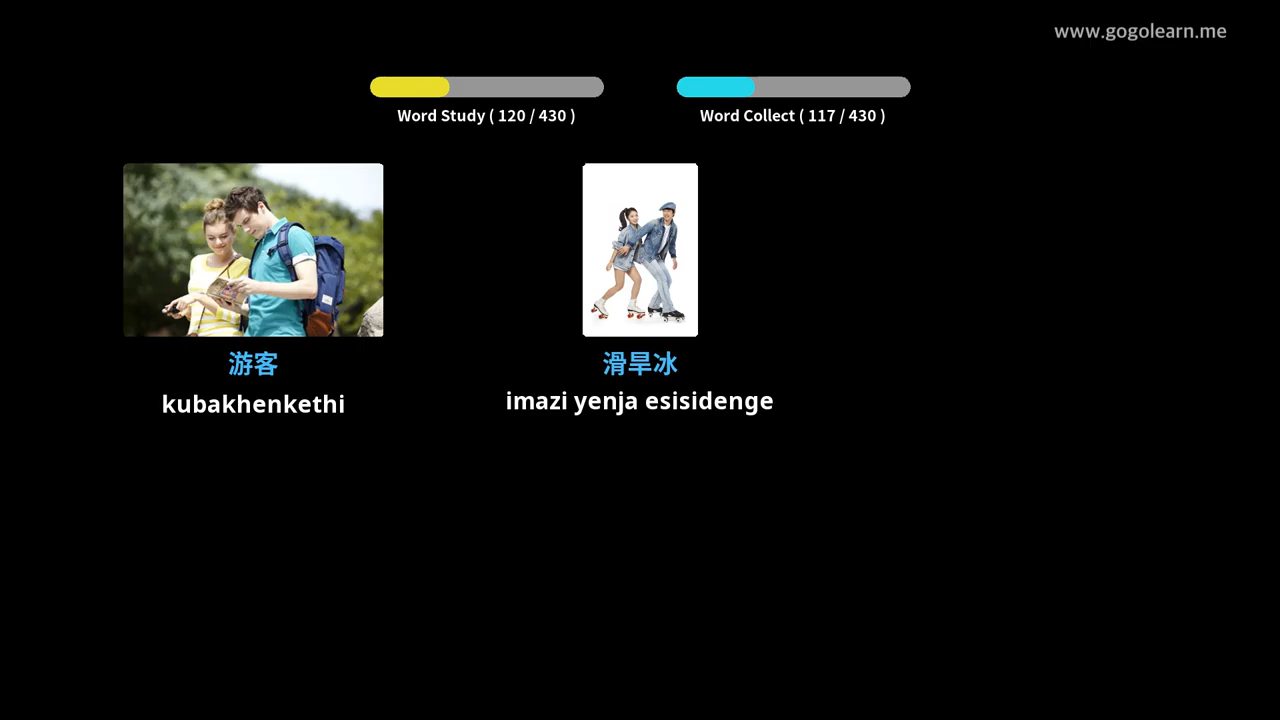 www.gogolearn.me
Word Study ( 120 / 430 )
Word Collect ( 117 / 430 )
游客
kubakhenkethi
滑旱冰
imazi yenja esisidenge